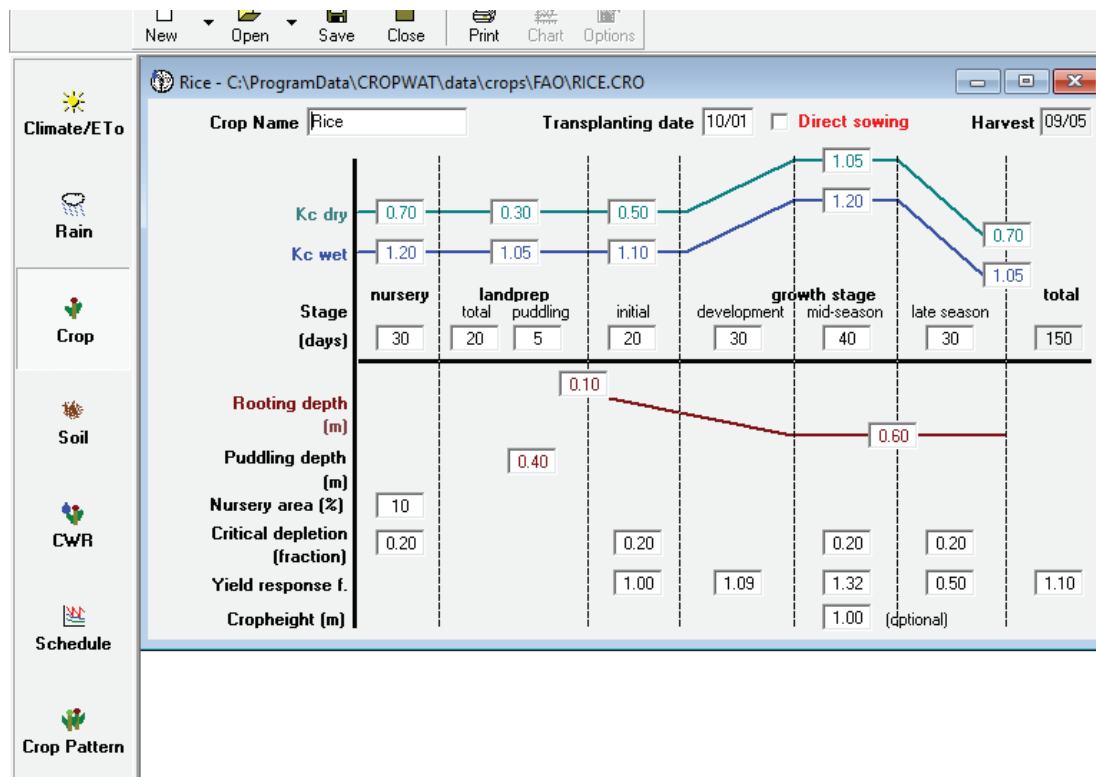 New Open Save Close Print Chart Options
Rice - C:\ProgramData\CROPWAT\data\crops\FAO\RICE.CRO
Climate/ETo
Rain
Crop
Soil
CWR
Schedule
Crop Pattern
Crop Name Rice Transplanting date 10/01 Direct sowing Harvest 09/05
1.05
Kc dry 0.70 0.30 0.50
1.20
0.70
Kc wet 1.20 1.05 1.10
1.05
nursery landprep growth stage total
Stage total puddling initial development mid-season late season
(days) 30 20 5 20 30 40 30 150
0.10
Rooting depth
(m)
0.60
Puddling depth
(m)
0.40
Nursery area (%) 10
Critical depletion
(fraction)
0.20 0.20 0.20 0.20
Yield response f. 1.00 1.09 1.32 0.50 1.10
Cropheight (m) 1.00 (optional)